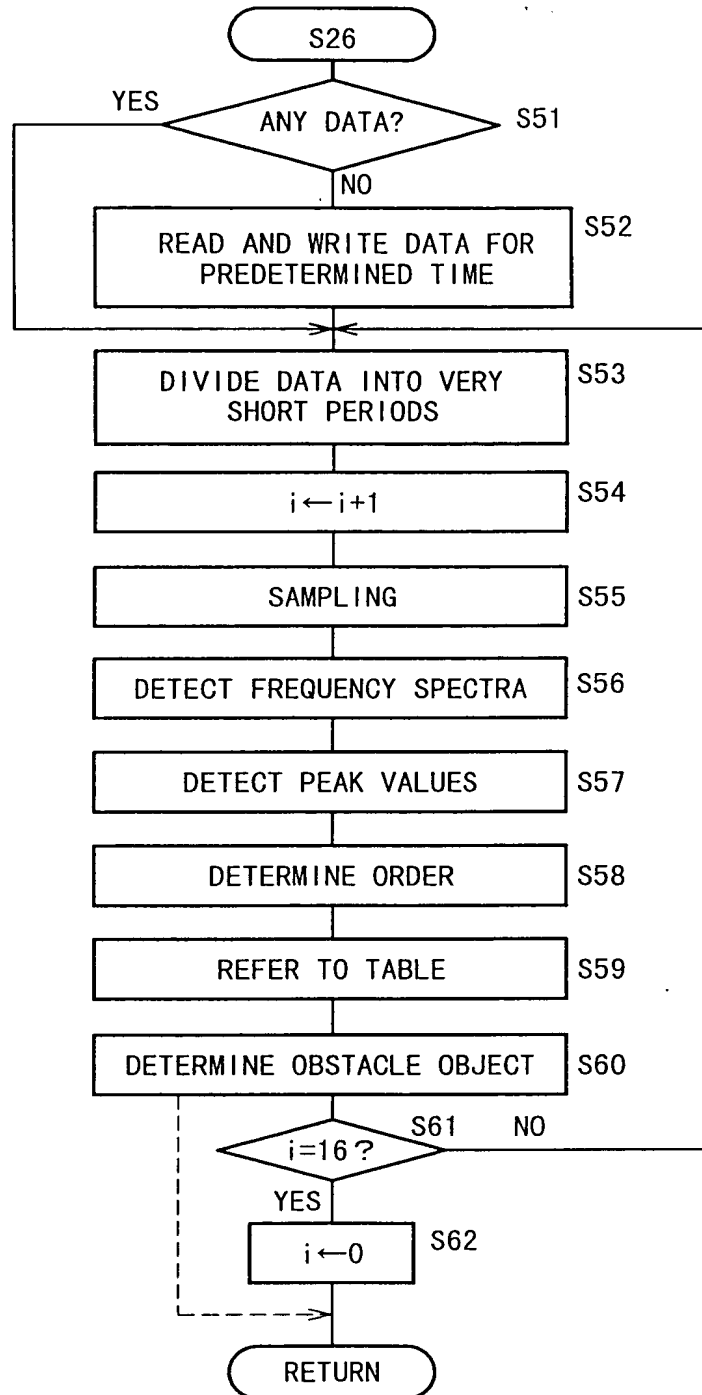 S26
YES
ANY DATA?
S51
NO
READ AND WRITE DATA FOR
PREDETERMINED TIME
S52
DIVIDE DATA INTO VERY
SHORT PERIODS
S53
i←i+1
S54
SAMPLING
S55
DETECT FREQUENCY SPECTRA
S56
DETECT PEAK VALUES
S57
DETERMINE ORDER
S58
REFER TO TABLE
S59
DETERMINE OBSTACLE OBJECT
S60
i=16?
S61
NO
YES
i←0
S62
RETURN